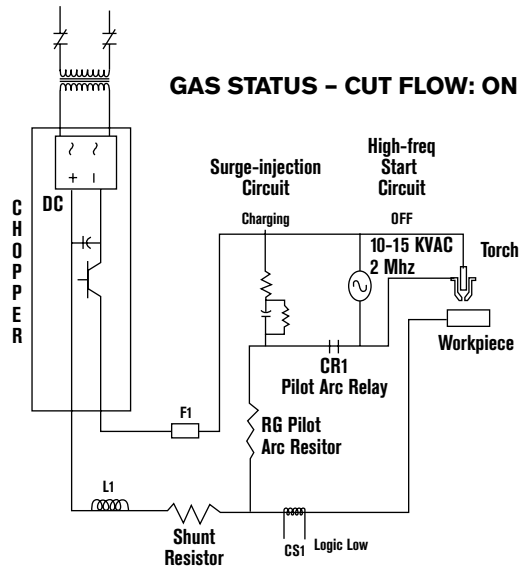 GAS STATUS – CUT FLOW: ON
CHOPPER
DC
+ –
Surge-injection
Circuit
Charging
High-freq
Start
Circuit
OFF
10-15 KVAC
2 Mhz
Torch
Workpiece
CR1
Pilot Arc Relay
F1
RG Pilot
Arc Resitor
L1
Shunt
Resistor
CS1
Logic Low